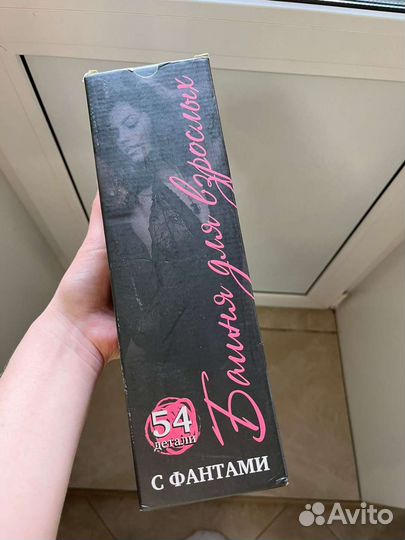 Башня для взрослых
54
детали
С ФАНТАМИ
Avito